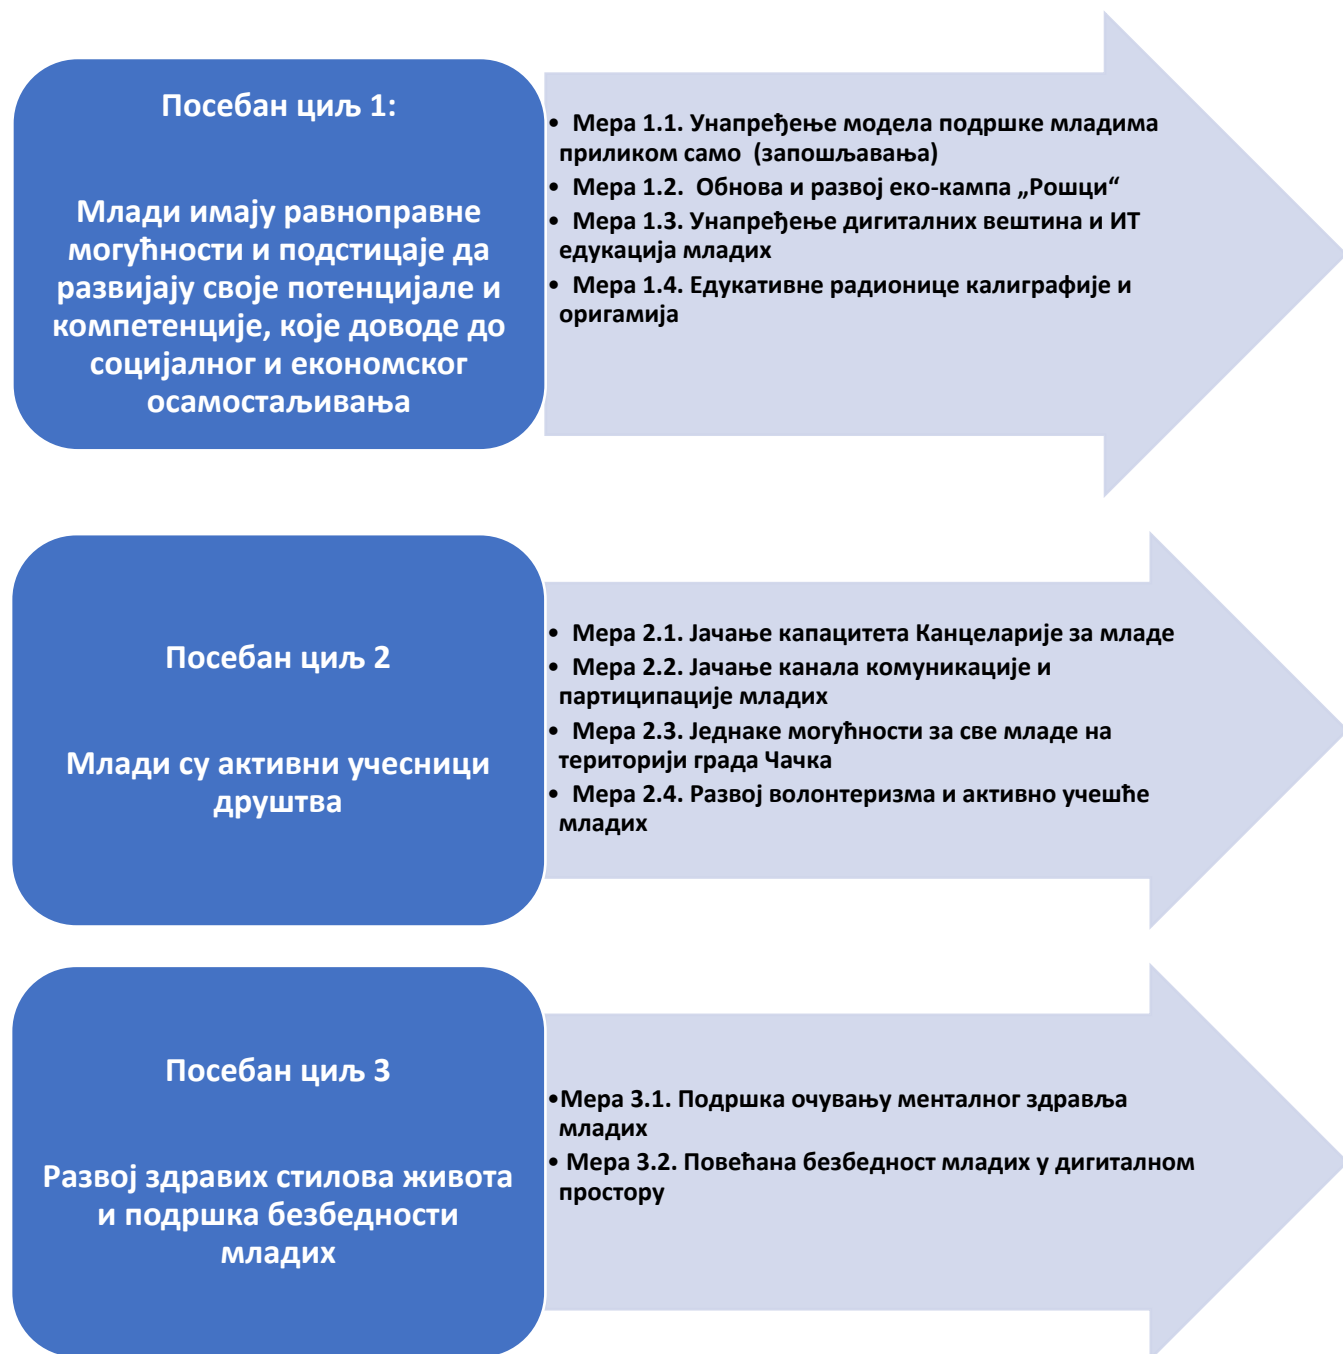 Посебан циљ 1:
Млади имају равноправне
могућности и подстицаје да
развијају своје потенцијале и
компетенције, које доводе до
социјалног и економског
осамостаљивања
• Мера 1.1. Унапређење модела подршке младима
приликом само (запошљавања)
• Мера 1.2. Обнова и развој еко-кампа „Рошци“
• Мера 1.3. Унапређење дигиталних вештина и ИТ
едукација младих
• Мера 1.4. Едукативне радионице калиграфије и
оригамија
Посебан циљ 2
Млади су активни учесници
друштва
• Мера 2.1. Јачање капацитета Канцеларије за младе
• Мера 2.2. Јачање канала комуникације и
партиципације младих
• Мера 2.3. Једнаке могућности за све младе на
територији града Чачка
• Мера 2.4. Развој волонтеризма и активно учешће
младих
Посебан циљ 3
Развој здравих стилова живота
и подршка безбедности
младих
•Мера 3.1. Подршка очувању менталног здравља
младих
• Мера 3.2. Повећана безбедност младих у дигиталном
простору